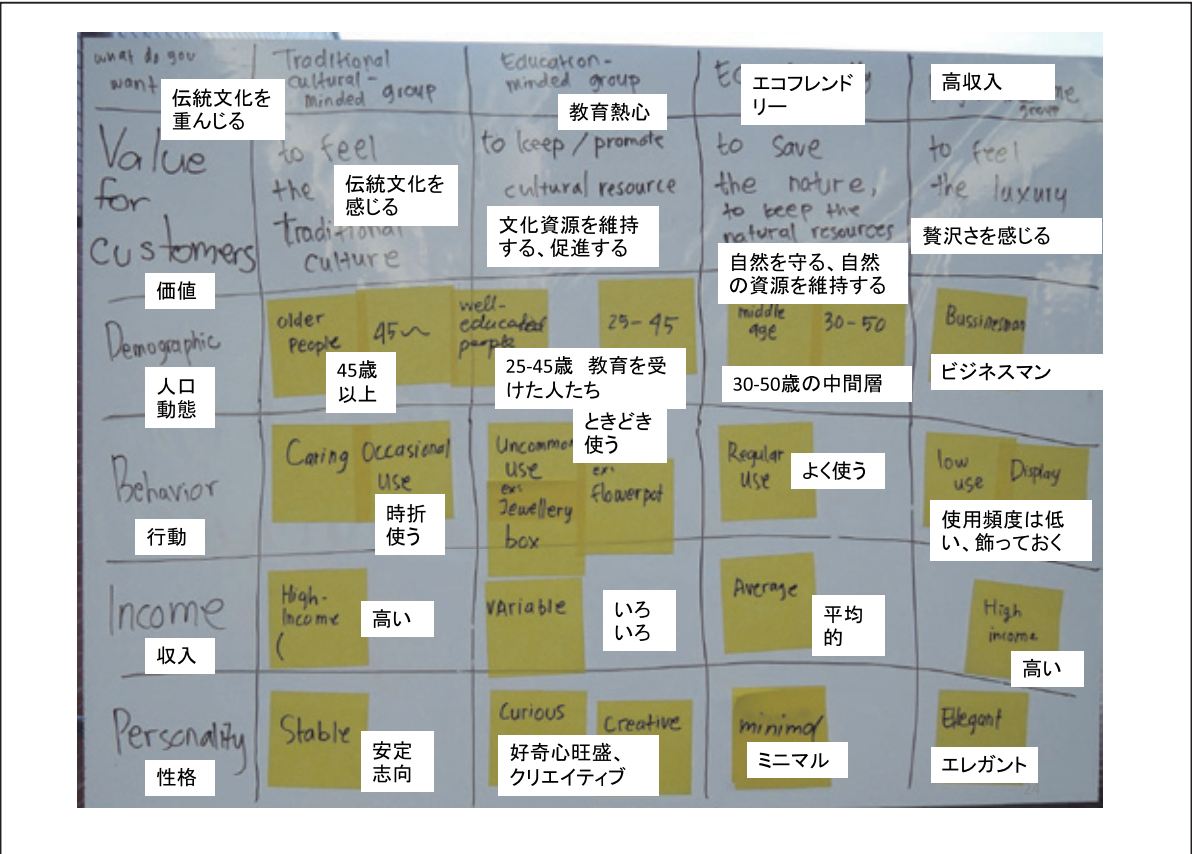 what do you
want
Traditional
cultural-
minded group
Education-
minded group
伝統文化を
重んじる
教育熱心
エコフレンド
リー
高収入
group
Value
for
customers
価値
to feel
the
traditional
culture
伝統文化を
感じる
to keep / promote
cultural resource
文化資源を維持
する、促進する
to save
the nature,
to keep the
natural resources
自然を守る、自然
の資源を維持する
to feel
the luxury
贅沢さを感じる
Demographic
人口
動態
older
People
45~
45歳
以上
well-
educated
people
25-45
25-45歳 教育を受
けた人たち
middle
age
30-50
30-50歳の中間層
Bussinesman
ビジネスマン
Behavior
行動
Caring
Occasional
use
時折
使う
Uncommon
use
ex:
Jewellery
box
ex:
flowerpot
ときどき
使う
Regular
use
よく使う
low
use
Display
使用頻度は低
い、飾っておく
Income
収入
High-
Income
(
高い
vAriable
いろ
いろ
Average
平均
的
High
income
高い
Personality
性格
Stable
安定
志向
Curious
Creative
好奇心旺盛、
クリエイティブ
minimal
ミニマル
Elegant
エレガント
24